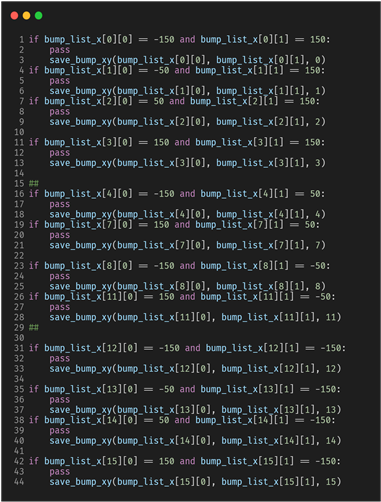 1 if bump_list_x[0][0] == -150 and bump_list_x[0][1] == 150:
2     pass
3     save_bump_xy(bump_list_x[0][0], bump_list_x[0][1], 0)
4 if bump_list_x[1][0] == -50 and bump_list_x[1][1] == 150:
5     pass
6     save_bump_xy(bump_list_x[1][0], bump_list_x[1][1], 1)
7 if bump_list_x[2][0] == 50 and bump_list_x[2][1] == 150:
8     pass
9     save_bump_xy(bump_list_x[2][0], bump_list_x[2][1], 2)
10
11 if bump_list_x[3][0] == 150 and bump_list_x[3][1] == 150:
12     pass
13     save_bump_xy(bump_list_x[3][0], bump_list_x[3][1], 3)
14
15 ##
16 if bump_list_x[4][0] == -150 and bump_list_x[4][1] == 50:
17     pass
18     save_bump_xy(bump_list_x[4][0], bump_list_x[4][1], 4)
19 if bump_list_x[7][0] == 150 and bump_list_x[7][1] == 50:
20     pass
21     save_bump_xy(bump_list_x[7][0], bump_list_x[7][1], 7)
22
23 if bump_list_x[8][0] == -150 and bump_list_x[8][1] == -50:
24     pass
25     save_bump_xy(bump_list_x[8][0], bump_list_x[8][1], 8)
26 if bump_list_x[11][0] == 150 and bump_list_x[11][1] == -50:
27     pass
28     save_bump_xy(bump_list_x[11][0], bump_list_x[11][1], 11)
29 ##
30
31 if bump_list_x[12][0] == -150 and bump_list_x[12][1] == -150:
32     pass
33     save_bump_xy(bump_list_x[12][0], bump_list_x[12][1], 12)
34
35 if bump_list_x[13][0] == -50 and bump_list_x[13][1] == -150:
36     pass
37     save_bump_xy(bump_list_x[13][0], bump_list_x[13][1], 13)
38 if bump_list_x[14][0] == 50 and bump_list_x[14][1] == -150:
39     pass
40     save_bump_xy(bump_list_x[14][0], bump_list_x[14][1], 14)
41
42 if bump_list_x[15][0] == 150 and bump_list_x[15][1] == -150:
43     pass
44     save_bump_xy(bump_list_x[15][0], bump_list_x[15][1], 15)